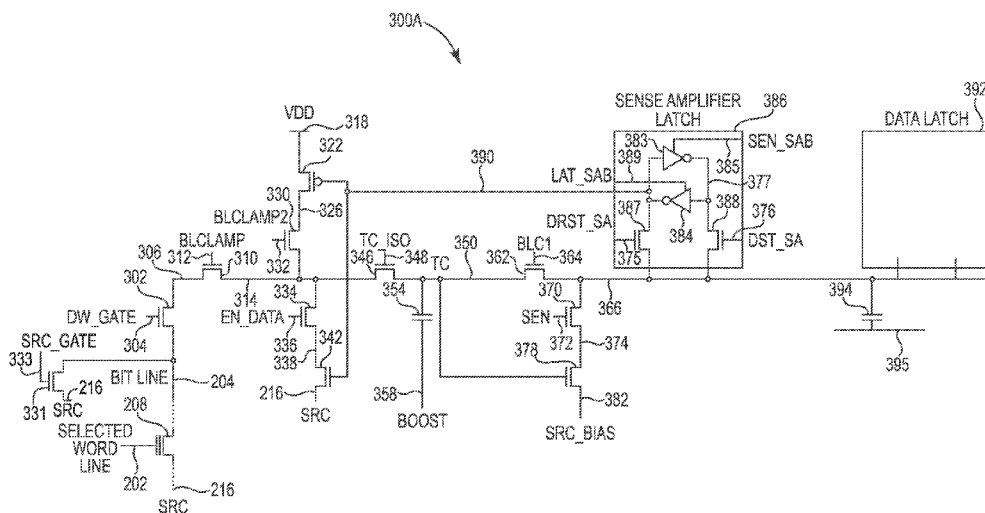 300A
VDD
318
322
330
BLCLAMP2
326
332
390
SENSE AMPLIFIER
LATCH
386
383
SEN_SAB
385
389
LAT_SAB
377
387
388
376
384
DRST_SA
375
DST_SA
DATA LATCH
392
306
BLCLAMP
312
310
314
302
DW_GATE
304
SRC_GATE
333
331
216
SRC
BIT LINE
204
208
SELECTED
WORD
LINE
202
216
SRC
334
EN_DATA
336
338
342
216
SRC
TC_ISO
346
348
TC
350
354
358
BOOST
BLC1
362
364
366
370
SEN
372
374
378
382
SRC_BIAS
394
395